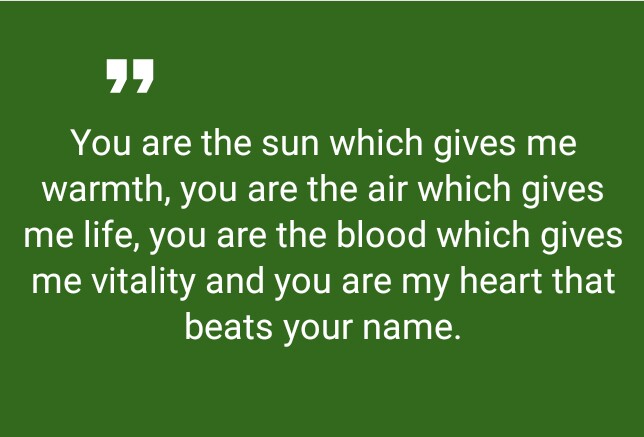 ”
You are the sun which gives me
warmth, you are the air which gives
me life, you are the blood which gives
me vitality and you are my heart that
beats your name.